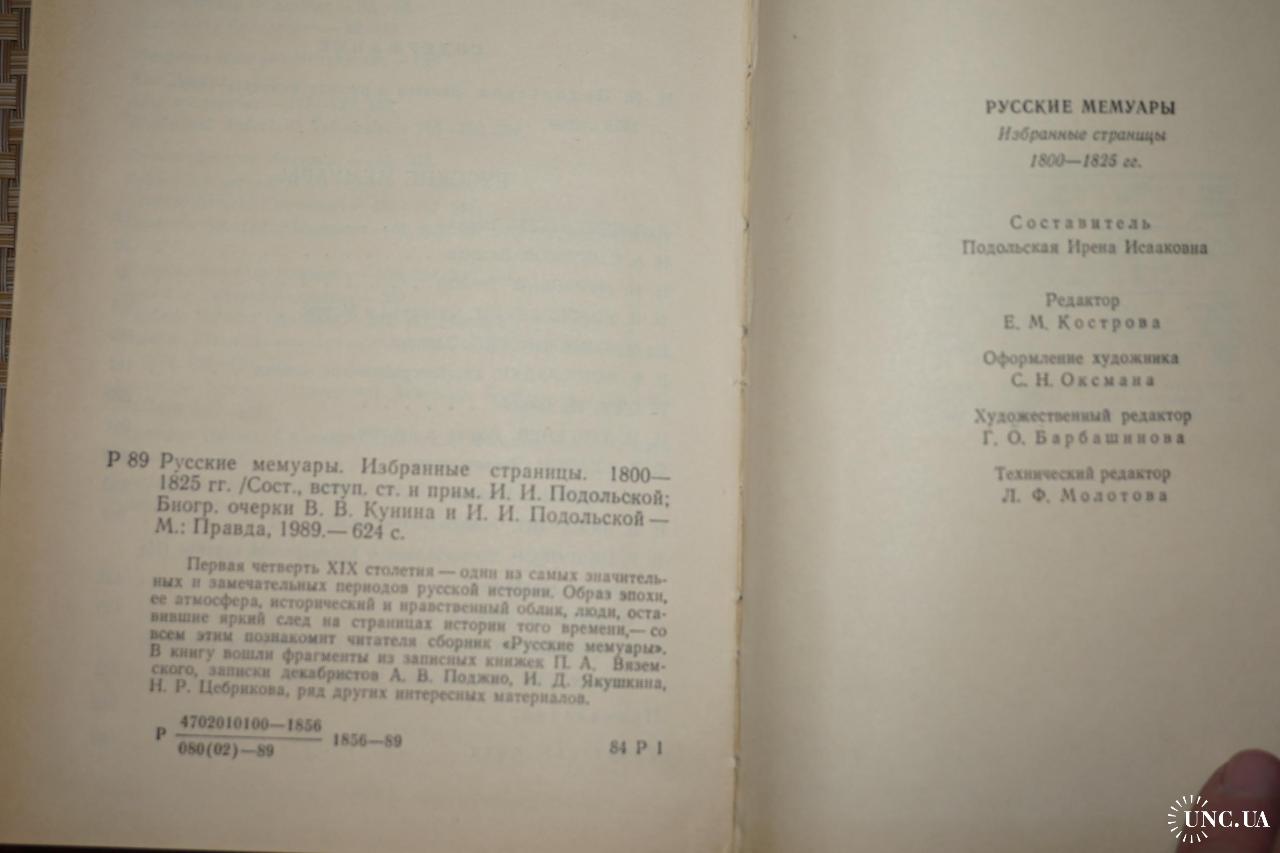 Р 89 Русские мемуары. Избранные страницы. 1800—
1825 гг. /Сост., вступ. ст. и прим. И. И. Подольской;
Биогр. очерки В. В. Кунина и И. И. Подольской —
М.: Правда, 1989.— 624 с.
Первая четверть XIX столетия — один из самых значитель-
ных и замечательных периодов русской истории. Образ эпохи,
ее атмосфера, исторический и нравственный облик, люди, оста-
вившие яркий след на страницах истории того времени,— со
всем этим познакомит читателя сборник «Русские мемуары».
В книгу вошли фрагменты из записных книжек П. А. Вязем-
ского, записки декабристов А. В. Поджио, И. Д. Якушкина,
Н. Р. Цебрикова, ряд других интересных материалов.
Р 4702010100—1856
080(02)—89 1856—89
84 Р 1
РУССКИЕ МЕМУАРЫ
Избранные страницы
1800—1825 гг.
Составитель
Подольская Ирена Исааковна
Редактор
Е. М. Кострова
Оформление художника
С. Н. Оксмана
Художественный редактор
Г. О. Барбашинова
Технический редактор
Л. Ф. Молотова
UNC.UA